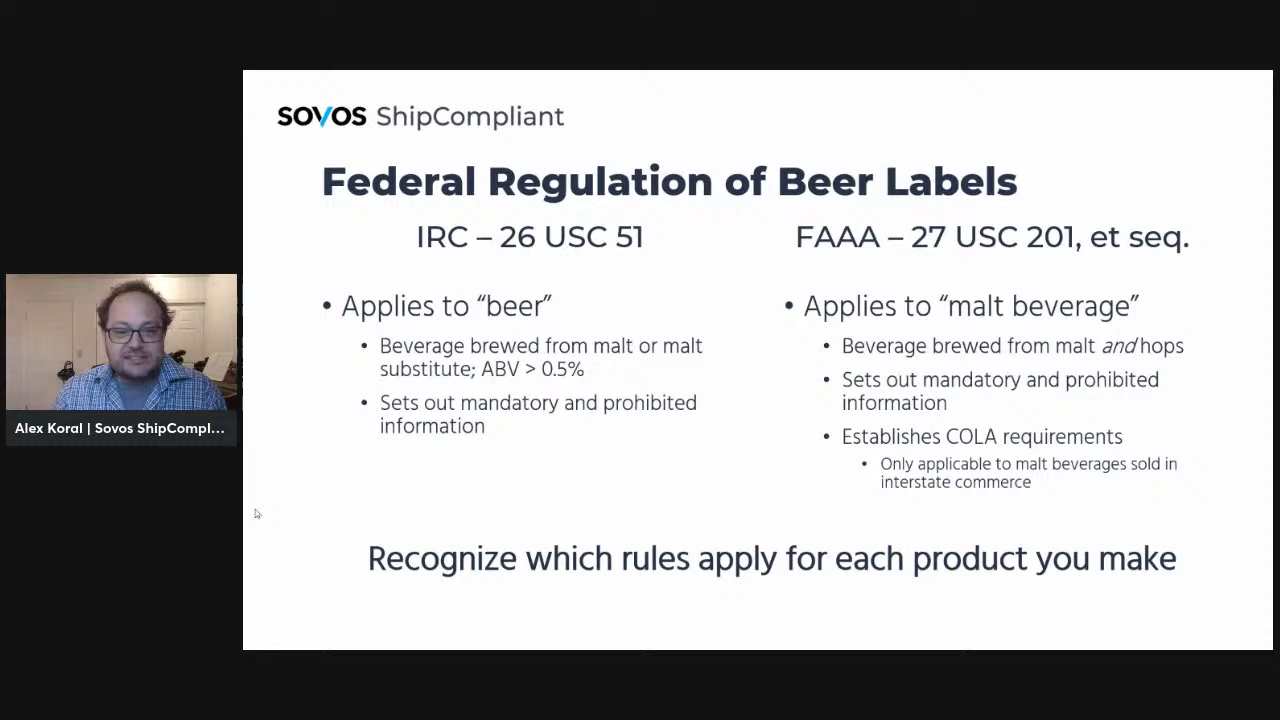 SOVOS ShipCompliant
Federal Regulation of Beer Labels
IRC – 26 USC 51
• Applies to “beer”
• Beverage brewed from malt or malt
substitute; ABV > 0.5%
• Sets out mandatory and prohibited
information
FAAA – 27 USC 201, et seq.
• Applies to “malt beverage”
• Beverage brewed from malt and hops
• Sets out mandatory and prohibited
information
• Establishes COLA requirements
• Only applicable to malt beverages sold in
interstate commerce
Recognize which rules apply for each product you make
Alex Koral | Sovos ShipCompl...